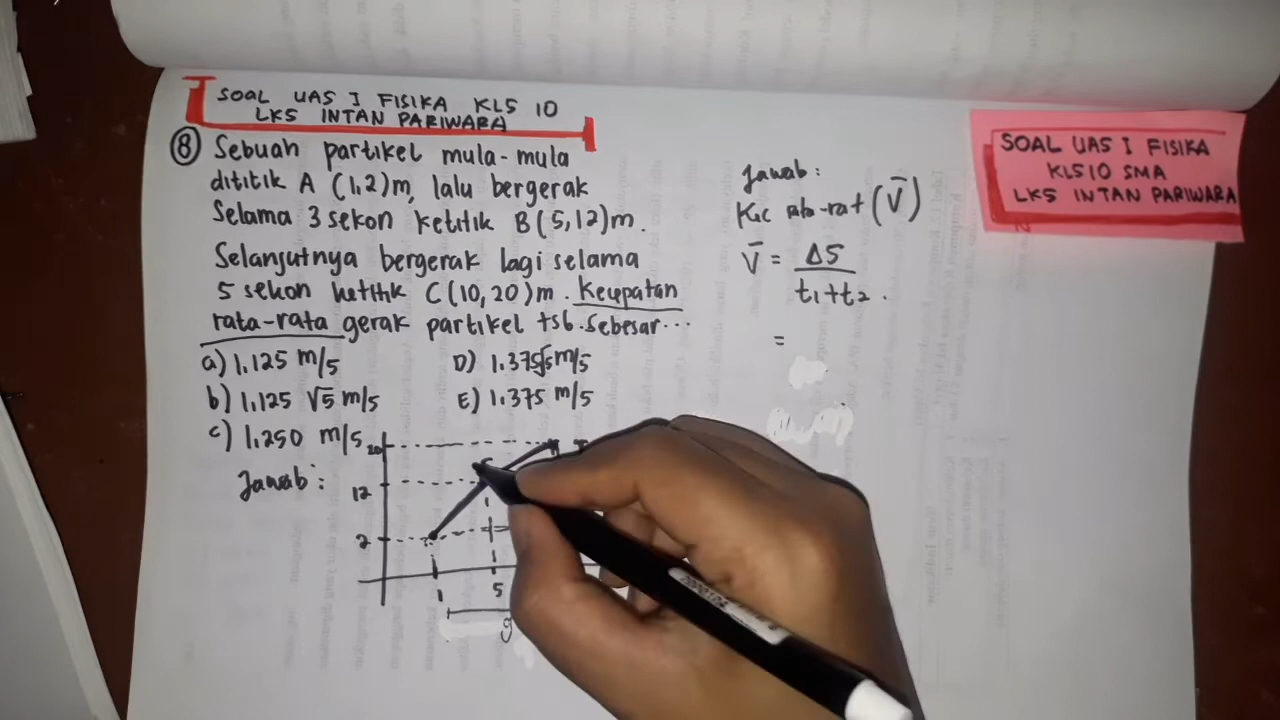 SOAL UAS I FISIKA KLS 10
LKS INTAN PARIWARA
8 Sebuah partikel mula-mula
dititik A (1,2)m, lalu bergerak
Selama 3 sekon ketitik B(5,12)m.
Selanjutnya bergerak lagi selama
5 sekon ketitik C(10,20)m. Kecepatan
rata-rata gerak partikel tsb. Sebesar...
a) 1.125 m/s
D) 1.375√5 m/s
b) 1,125 √5 m/s
E) 1.375 m/s
c) 1.250 m/s
Jawab:
20
12
2
1
5
9
Jawab:
Kec rata-rat (V̄)
V̄ = ΔS
t1+t2.
=
SOAL UAS I FISIKA
KLS 10 SMA
LKS INTAN PARIWARA